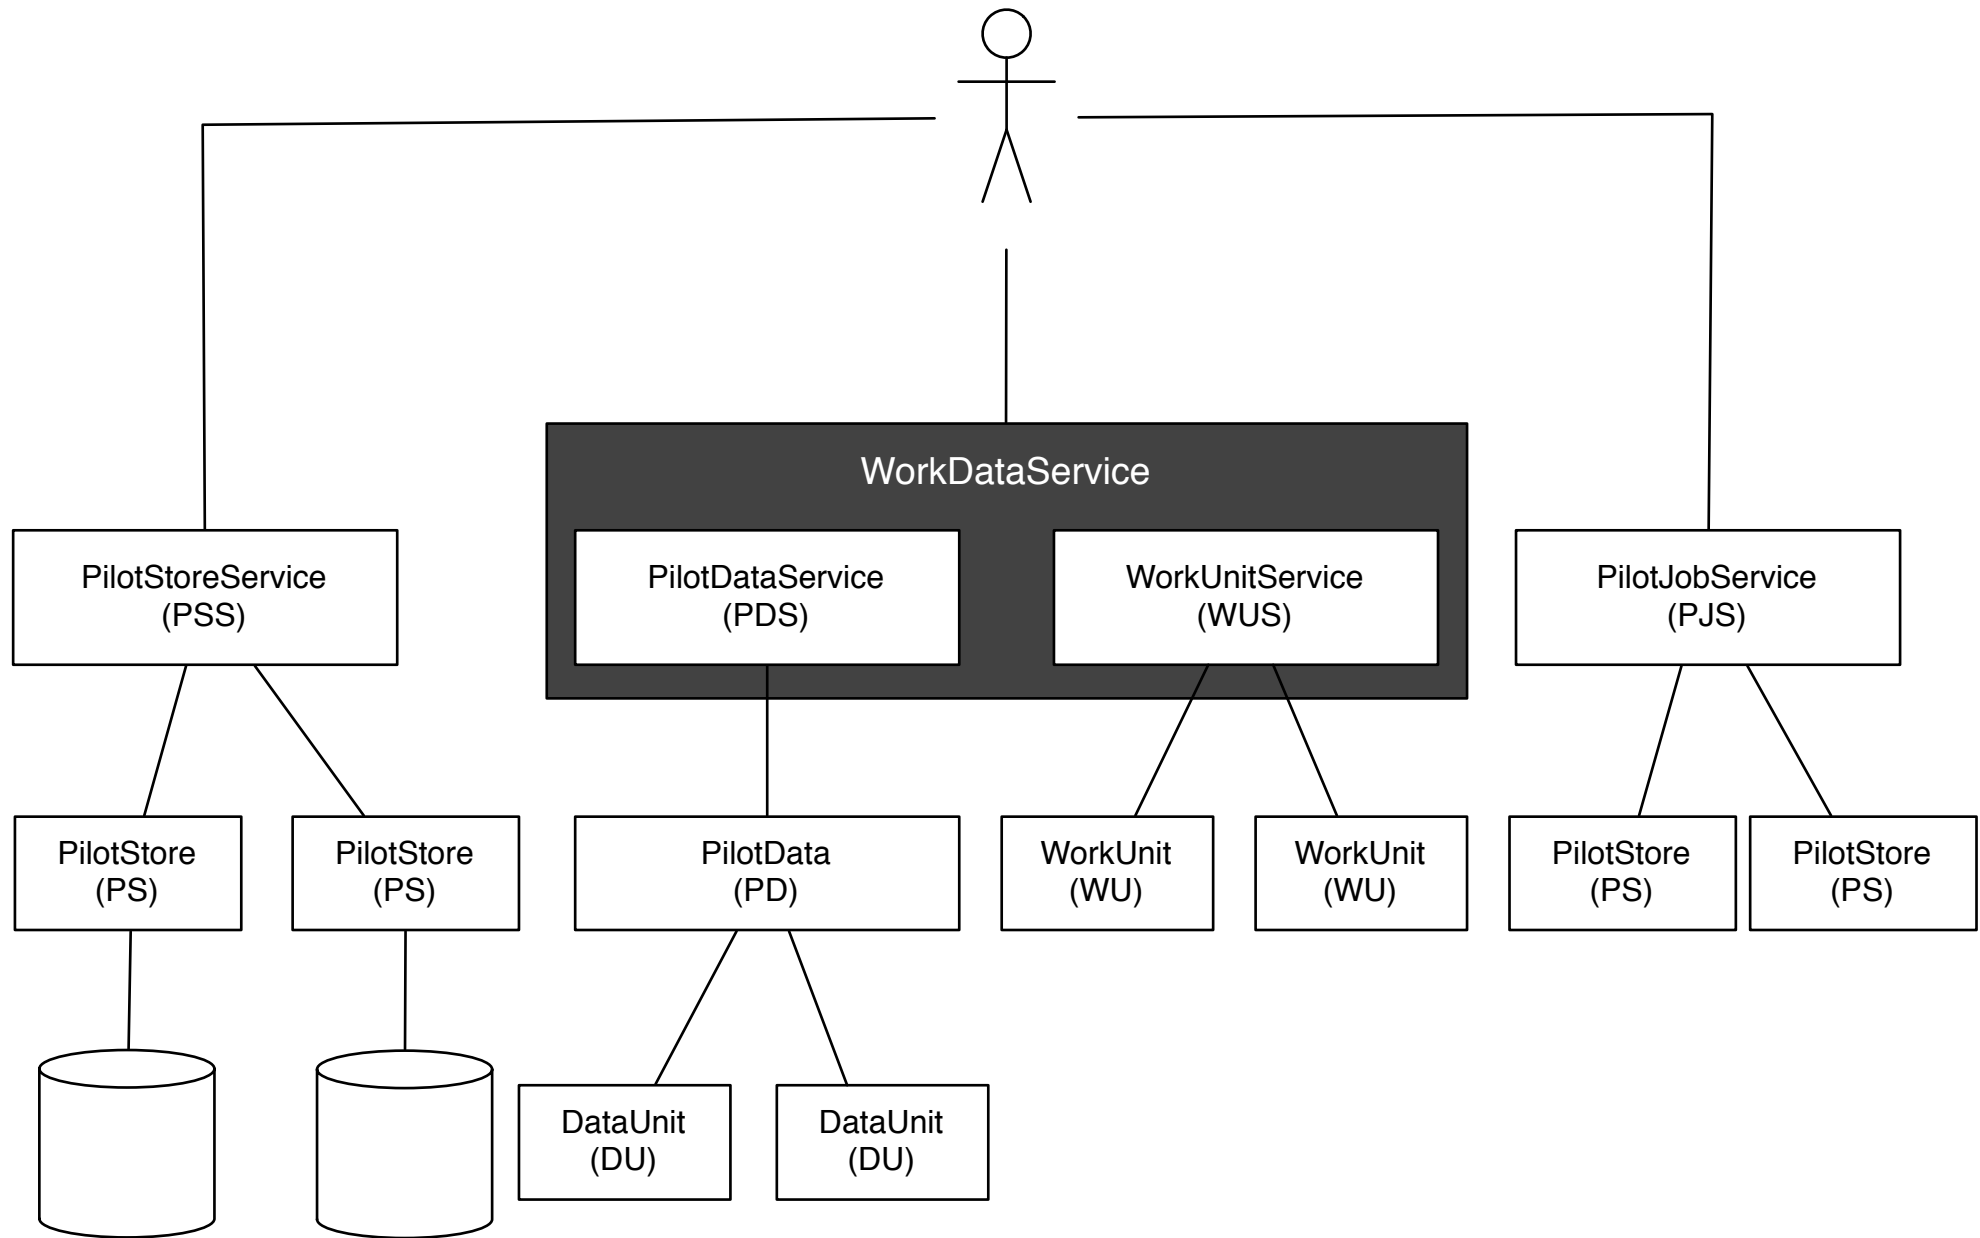 WorkDataService
PilotStoreService
(PSS)
PilotDataService
(PDS)
WorkUnitService
(WUS)
PilotJobService
(PJS)
PilotStore
(PS)
PilotStore
(PS)
PilotData
(PD)
WorkUnit
(WU)
WorkUnit
(WU)
PilotStore
(PS)
PilotStore
(PS)
DataUnit
(DU)
DataUnit
(DU)